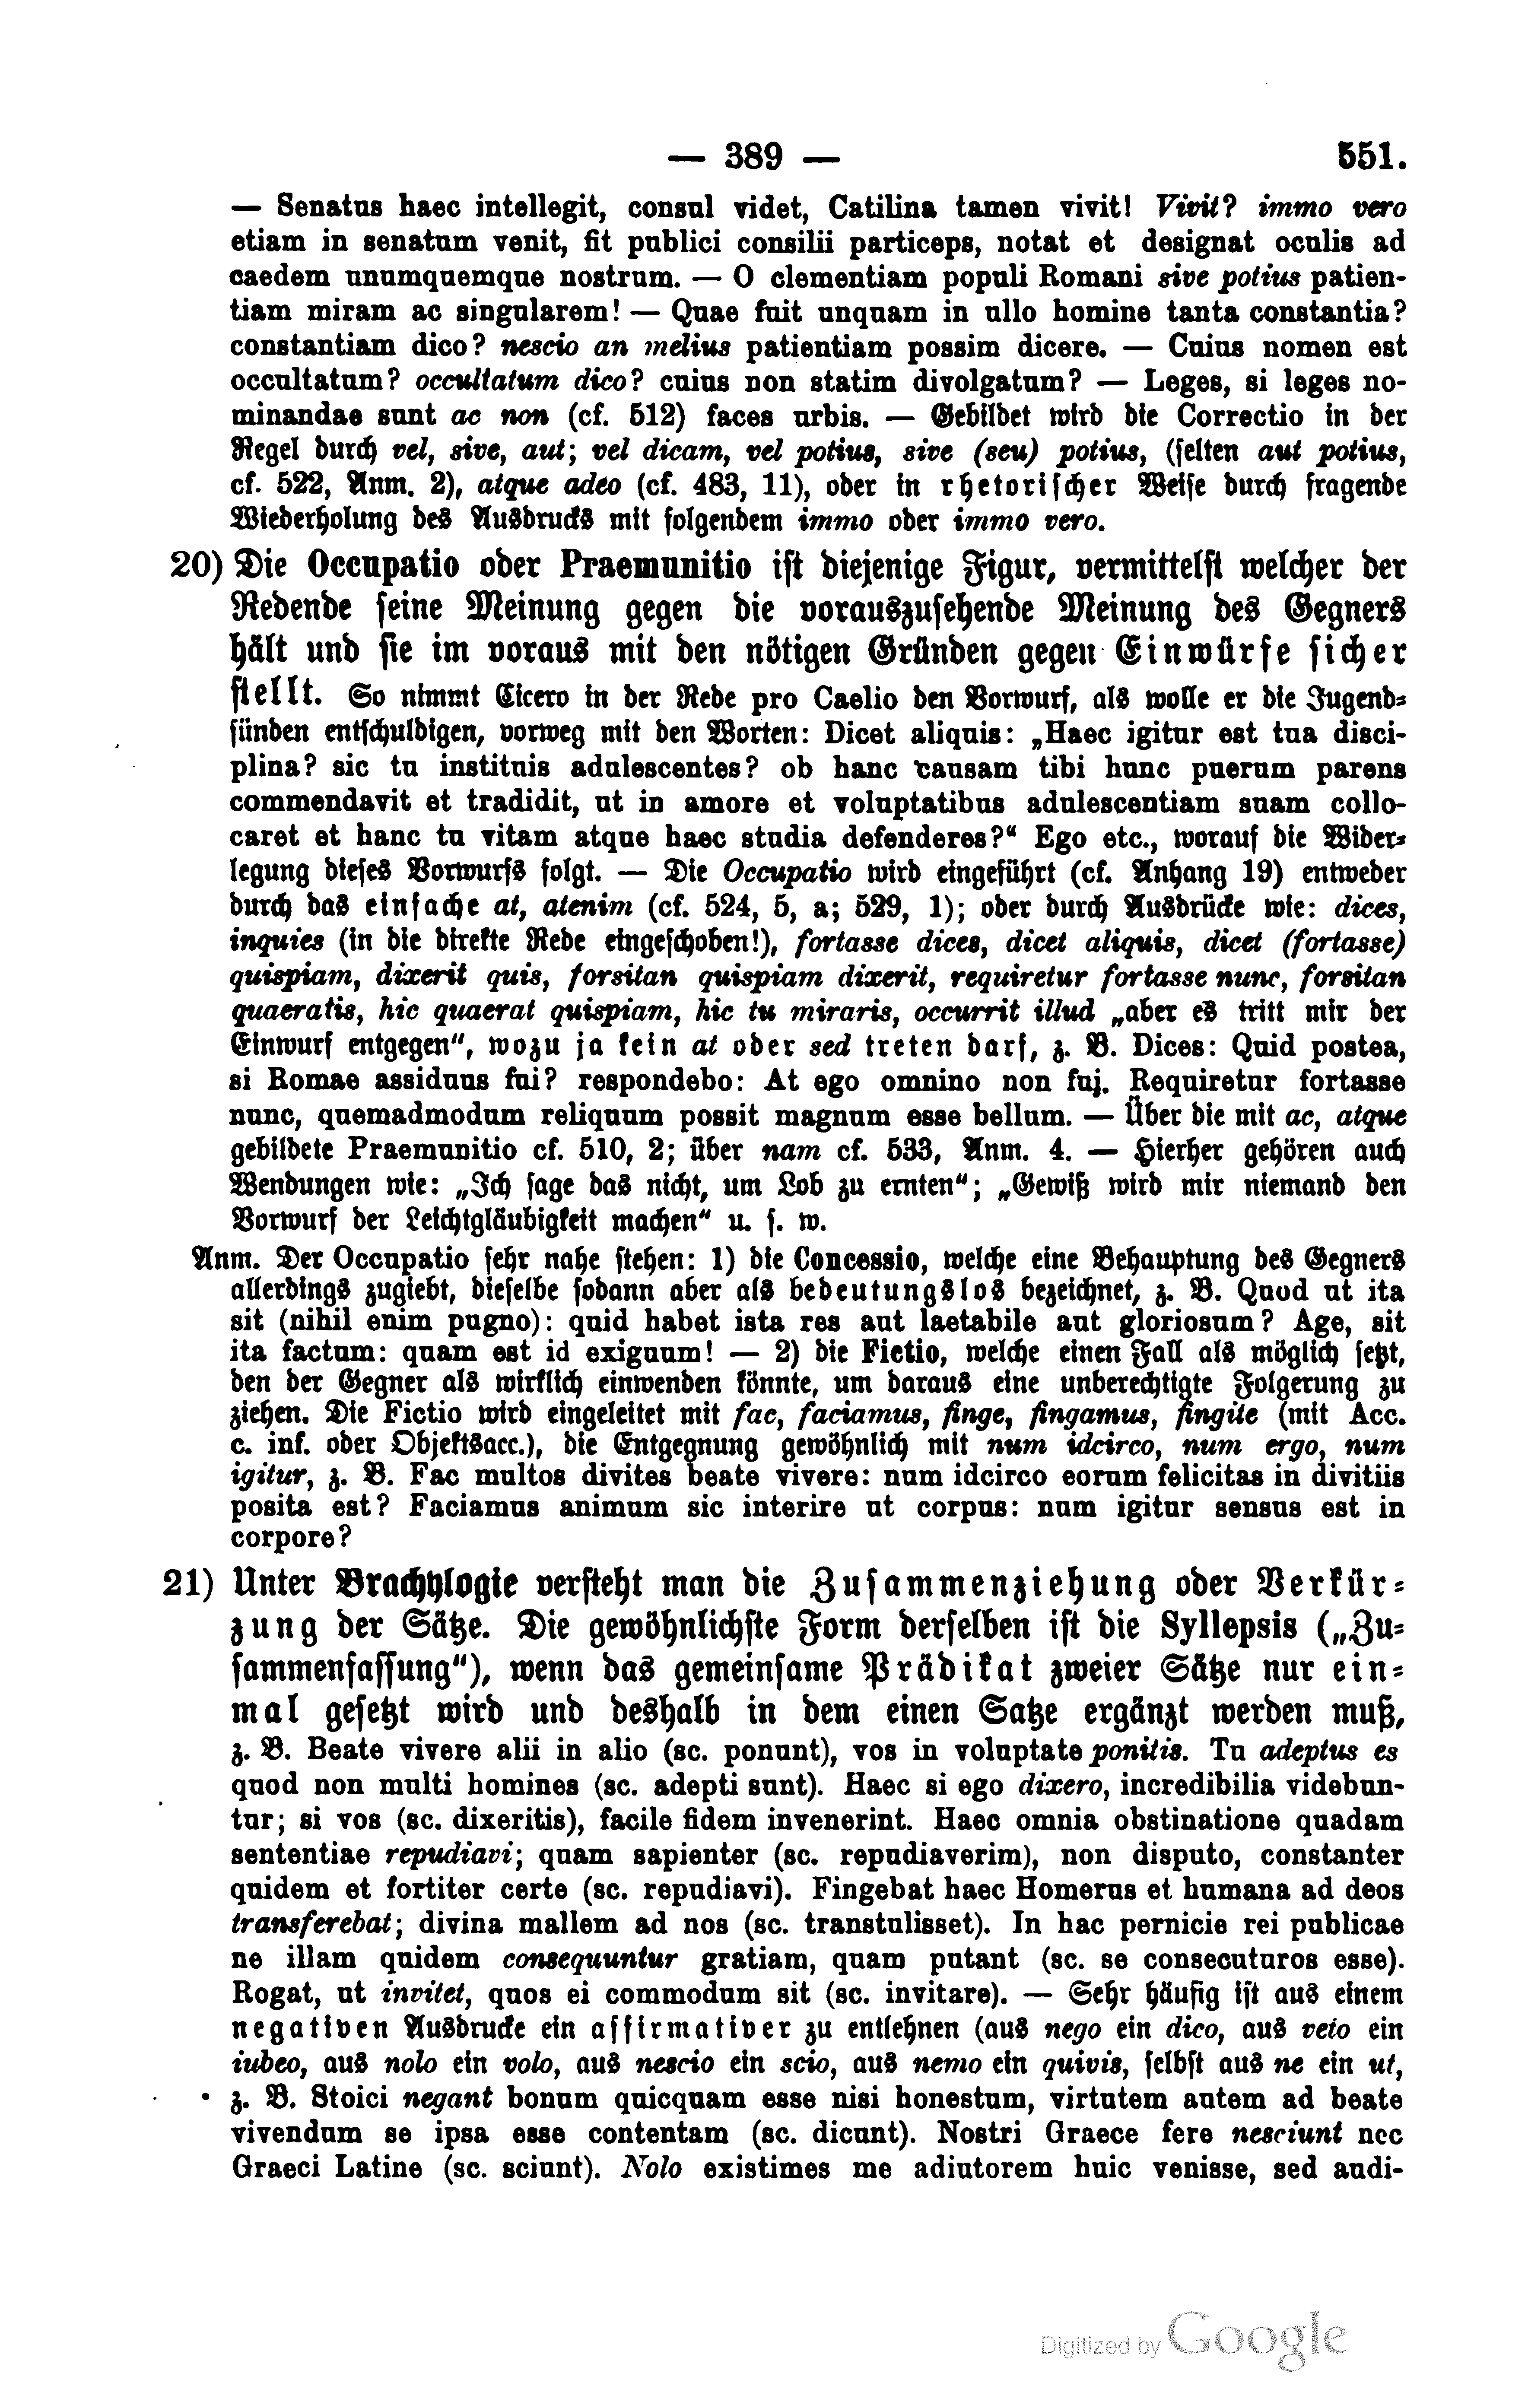 — 389 — 551.
— Senatus haec intellegit, consul videt, Catilina tamen vivit! Vivit? immo vero
etiam in senatum venit, fit publici consilii particeps, notat et designat oculis ad
caedem unumquemque nostrum. — O clementiam populi Romani sive potius patien-
tiam miram ac singularem! — Quae fuit unquam in ullo homine tanta constantia?
constantiam dico? nescio an melius patientiam possim dicere. — Cuius nomen est
occultatum? occultatum dico? cuius non statim divolgatum? — Leges, si leges no-
minandae sunt ac non (cf. 512) faces urbis. — Gebildet wird die Correctio in der
Regel durch vel, sive, aut; vel dicam, vel potius, sive (seu) potius, (selten aut potius,
cf. 522, Anm. 2), atque adeo (cf. 483, 11), oder in rhetorischer Weise durch fragende
Wiederholung des Ausdrucks mit folgendem immo oder immo vero.
20) Die Occupatio oder Praemunitio ist diejenige Figur, vermittelst welcher der
Redende seine Meinung gegen die vorauszusehende Meinung des Gegners
hält und sie im voraus mit den nötigen Gründen gegen Einwürfe sicher
stellt. So nimmt Cicero in der Rede pro Caelio den Vorwurf, als wolle er die Jugend-
sünden entschuldigen, vorweg mit den Worten: Dicet aliquis: „Haec igitur est tua disci-
plina? sic tu instituis adulescentes? ob hanc causam tibi hunc puerum parens
commendavit et tradidit, ut in amore et voluptatibus adulescentiam suam collo-
caret et hanc tu vitam atque haec studia defenderes?“ Ego etc., worauf die Wider-
legung dieses Vorwurfs folgt. — Die Occupatio wird eingeführt (cf. Anhang 19) entweder
durch das einfache at, atenim (cf. 524, 5, a; 529, 1); oder durch Ausdrücke wie: dices,
inquies (in die direkte Rede eingeschoben!), fortasse dices, dicet aliquis, dicet (fortasse)
quispiam, dixerit quis, forsitan quispiam dixerit, requiretur fortasse nunc, forsitan
quaeratis, hic quaerat quispiam, hic tu miraris, occurrit illud „aber es tritt mir der
Einwurf entgegen“, wozu ja kein at oder sed treten darf, z. B. Dices: Quid postea,
si Romae assiduus fui? respondebo: At ego omnino non fui. Requiretur fortasse
nunc, quemadmodum reliquum possit magnum esse bellum. — Über die mit ac, atque
gebildete Praemunitio cf. 510, 2; über nam cf. 533, Anm. 4. — Hierher gehören auch
Wendungen wie: „Ich sage das nicht, um Lob zu ernten“; „Gewiß wird mir niemand den
Vorwurf der Leichtgläubigkeit machen“ u. s. w.
Anm. Der Occupatio sehr nahe stehen: 1) die Concessio, welche eine Behauptung des Gegners
allerdings zugiebt, dieselbe sodann aber als bedeutungslos bezeichnet, z. B. Quod ut ita
sit (nihil enim pugno): quid habet ista res aut laetabile aut gloriosum? Age, sit
ita factum: quam est id exiguum! — 2) die Fictio, welche einen Fall als möglich setzt,
den der Gegner als wirklich einwenden könnte, um daraus eine unberechtigte Folgerung zu
ziehen. Die Fictio wird eingeleitet mit fac, faciamus, finge, fingamus, fingite (mit Acc.
c. inf. oder Objektsacc.), die Entgegnung gewöhnlich mit num idcirco, num ergo, num
igitur, z. B. Fac multos divites beate vivere: num idcirco eorum felicitas in divitiis
posita est? Faciamus animum sic interire ut corpus: num igitur sensus est in
corpore?
21) Unter Brachylogie versteht man die Zusammenziehung oder Verkür-
zung der Sätze. Die gewöhnlichste Form derselben ist die Syllepsis („Zu-
sammenfassung“), wenn das gemeinsame Prädikat zweier Sätze nur ein-
mal gesetzt wird und deshalb in dem einen Satze ergänzt werden muß,
z. B. Beate vivere alii in alio (sc. ponunt), vos in voluptate ponitis. Tu adeptus es
quod non multi homines (sc. adepti sunt). Haec si ego dixero, incredibilia videbun-
tur; si vos (sc. dixeritis), facile fidem invenerint. Haec omnia obstinatione quadam
sententiae repudiavi; quam sapienter (sc. repudiaverim), non disputo, constanter
quidem et fortiter certe (sc. repudiavi). Fingebat haec Homerus et humana ad deos
transferebat; divina mallem ad nos (sc. transtulisset). In hac pernicie rei publicae
ne illam quidem consequuntur gratiam, quam putant (sc. se consecuturos esse).
Rogat, ut invitet, quos ei commodum sit (sc. invitare). — Sehr häufig ist aus einem
negativen Ausdrucke ein affirmativer zu entlehnen (aus nego ein dico, aus veto ein
iubeo, aus nolo ein volo, aus nescio ein scio, aus nemo ein quivis, selbst aus ne ein ut,
z. B. Stoici negant bonum quicquam esse nisi honestum, virtutem autem ad beate
vivendum se ipsa esse contentam (sc. dicunt). Nostri Graece fere nesciunt nec
Graeci Latine (sc. sciunt). Nolo existimes me adiutorem huic venisse, sed audi-
Digitized by Google